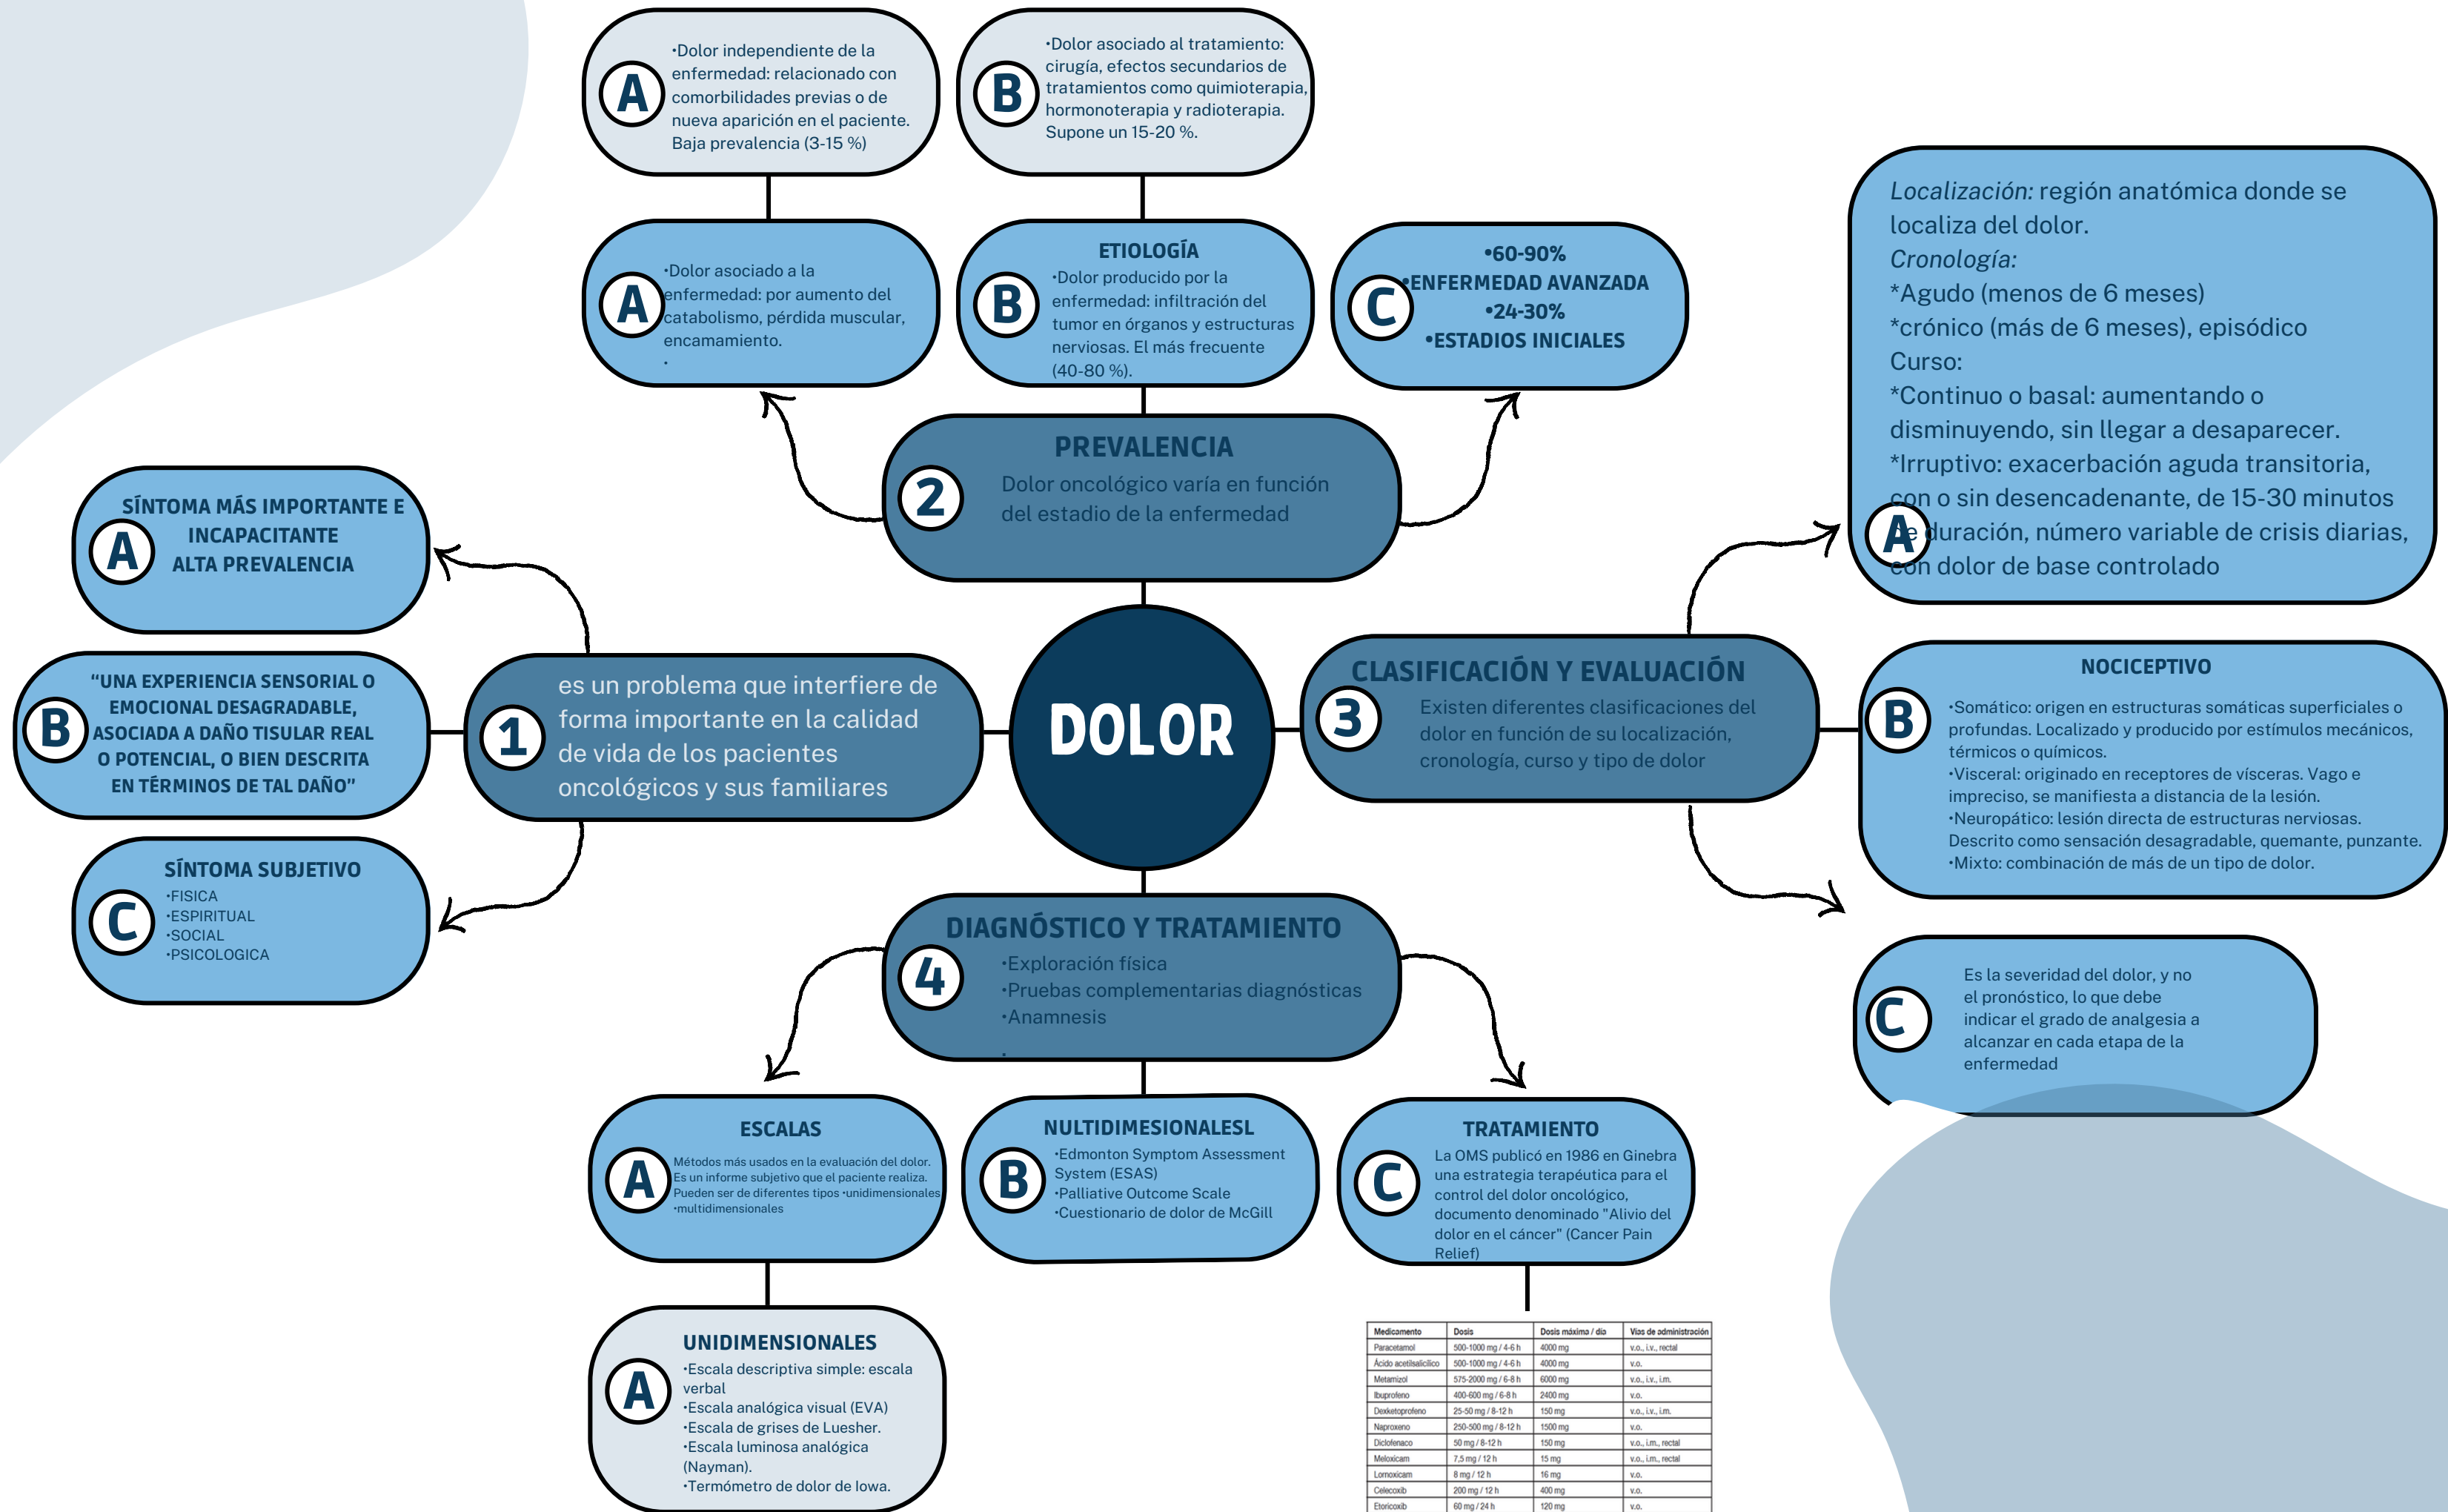 •Dolor independiente de la
enfermedad: relacionado con
comorbilidades previas o de
nueva aparición en el paciente.
Baja prevalencia (3-15 %)
A
•Dolor asociado al tratamiento:
cirugía, efectos secundarios de
tratamientos como quimioterapia,
hormonoterapia y radioterapia.
Supone un 15-20 %.
B
•Dolor asociado a la
enfermedad: por aumento del
catabolismo, pérdida muscular,
encamamiento.
•
A
ETIOLOGÍA
•Dolor producido por la
enfermedad: infiltración del
tumor en órganos y estructuras
nerviosas. El más frecuente
(40-80 %).
B
•60-90%
•ENFERMEDAD AVANZADA
•24-30%
•ESTADIOS INICIALES
C
PREVALENCIA
Dolor oncológico varía en función
del estadio de la enfermedad
2
Localización: región anatómica donde se
localiza del dolor.
Cronología:
*Agudo (menos de 6 meses)
*crónico (más de 6 meses), episódico
Curso:
*Continuo o basal: aumentando o
disminuyendo, sin llegar a desaparecer.
*Irruptivo: exacerbación aguda transitoria,
con o sin desencadenante, de 15-30 minutos
de duración, número variable de crisis diarias,
con dolor de base controlado
A
SÍNTOMA MÁS IMPORTANTE E
INCAPACITANTE
ALTA PREVALENCIA
A
“UNA EXPERIENCIA SENSORIAL O
EMOCIONAL DESAGRADABLE,
ASOCIADA A DAÑO TISULAR REAL
O POTENCIAL, O BIEN DESCRITA
EN TÉRMINOS DE TAL DAÑO”
B
SÍNTOMA SUBJETIVO
•FISICA
•ESPIRITUAL
•SOCIAL
•PSICOLOGICA
C
es un problema que interfiere de
forma importante en la calidad
de vida de los pacientes
oncológicos y sus familiares
1
DOLOR
CLASIFICACIÓN Y EVALUACIÓN
Existen diferentes clasificaciones del
dolor en función de su localización,
cronología, curso y tipo de dolor
3
NOCICEPTIVO
•Somático: origen en estructuras somáticas superficiales o
profundas. Localizado y producido por estímulos mecánicos,
térmicos o químicos.
•Visceral: originado en receptores de vísceras. Vago e
impreciso, se manifiesta a distancia de la lesión.
•Neuropático: lesión directa de estructuras nerviosas.
Descrito como sensación desagradable, quemante, punzante.
•Mixto: combinación de más de un tipo de dolor.
B
Es la severidad del dolor, y no
el pronóstico, lo que debe
indicar el grado de analgesia a
alcanzar en cada etapa de la
enfermedad
C
DIAGNÓSTICO Y TRATAMIENTO
•Exploración física
•Pruebas complementarias diagnósticas
•Anamnesis
•
4
ESCALAS
Métodos más usados en la evaluación del dolor.
Es un informe subjetivo que el paciente realiza.
Pueden ser de diferentes tipos •unidimensionales
•multidimensionales
A
NULTIDIMESIONALESL
•Edmonton Symptom Assessment
System (ESAS)
•Palliative Outcome Scale
•Cuestionario de dolor de McGill
B
TRATAMIENTO
La OMS publicó en 1986 en Ginebra
una estrategia terapéutica para el
control del dolor oncológico,
documento denominado "Alivio del
dolor en el cáncer" (Cancer Pain
Relief)
C
UNIDIMENSIONALES
•Escala descriptiva simple: escala
verbal
•Escala analógica visual (EVA)
•Escala de grises de Luesher.
•Escala luminosa analógica
(Nayman).
•Termómetro de dolor de Iowa.
A
Medicamento Dosis Dosis máxima / día Vías de administración
Paracetamol 500-1000 mg / 4-6 h 4000 mg v.o., i.v., rectal
Ácido acetilsalicílico 500-1000 mg / 4-6 h 4000 mg v.o.
Metamizol 575-2000 mg / 6-8 h 6000 mg v.o., i.v., i.m.
Ibuprofeno 400-600 mg / 6-8 h 2400 mg v.o.
Dexketoprofeno 25-50 mg / 8-12 h 150 mg v.o., i.v., i.m.
Naproxeno 250-500 mg / 8-12 h 1500 mg v.o.
Diclofenaco 50 mg / 8-12 h 150 mg v.o., i.m., rectal
Meloxicam 7,5 mg / 12 h 15 mg v.o., i.m., rectal
Lornoxicam 8 mg / 12 h 16 mg v.o.
Celecoxib 200 mg / 12 h 400 mg v.o.
Etoricoxib 60 mg / 24 h 120 mg v.o.